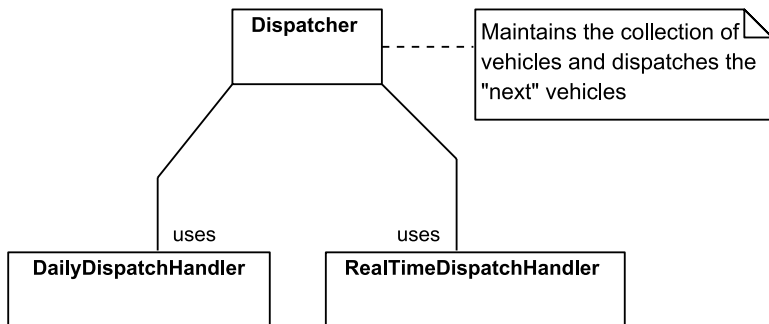 Dispatcher
Maintains the collection of
vehicles and dispatches the
"next" vehicles
uses
uses
DailyDispatchHandler
RealTimeDispatchHandler